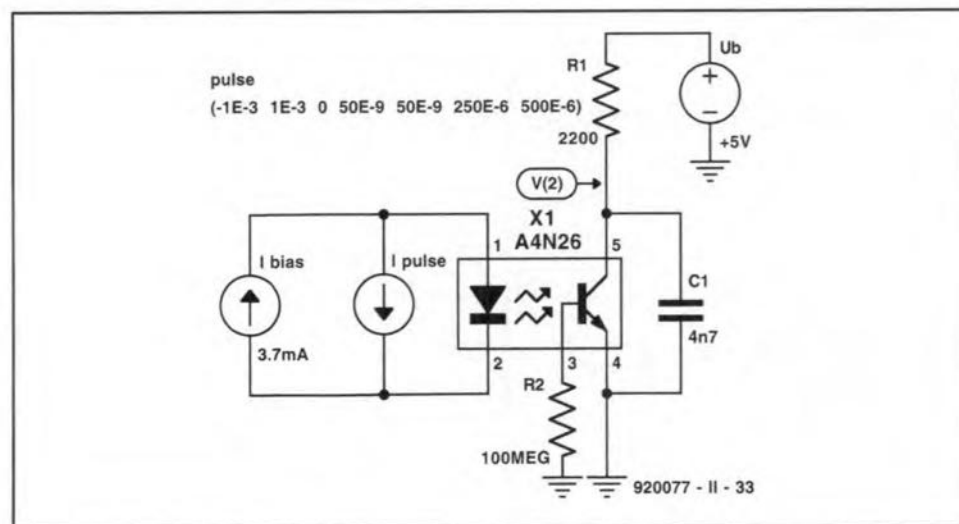 Ub
R1
pulse
(-1E-3 1E-3 0 50E-9 50E-9 250E-6 500E-6)
2200
+
−
+5V
V(2)
X1
A4N26
1
5
I bias
I pulse
C1
4n7
3.7mA
2
3
4
R2
100MEG
920077 - II - 33